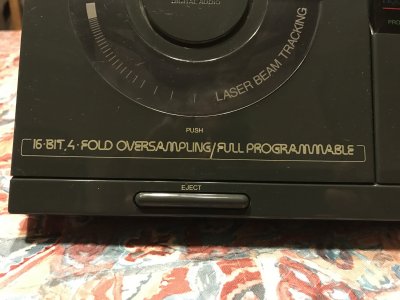 DIGITAL AUDIO
LASER BEAM TRACKING
PUSH
16·BIT, 4·FOLD OVERSAMPLING/FULL PROGRAMMABLE
EJECT